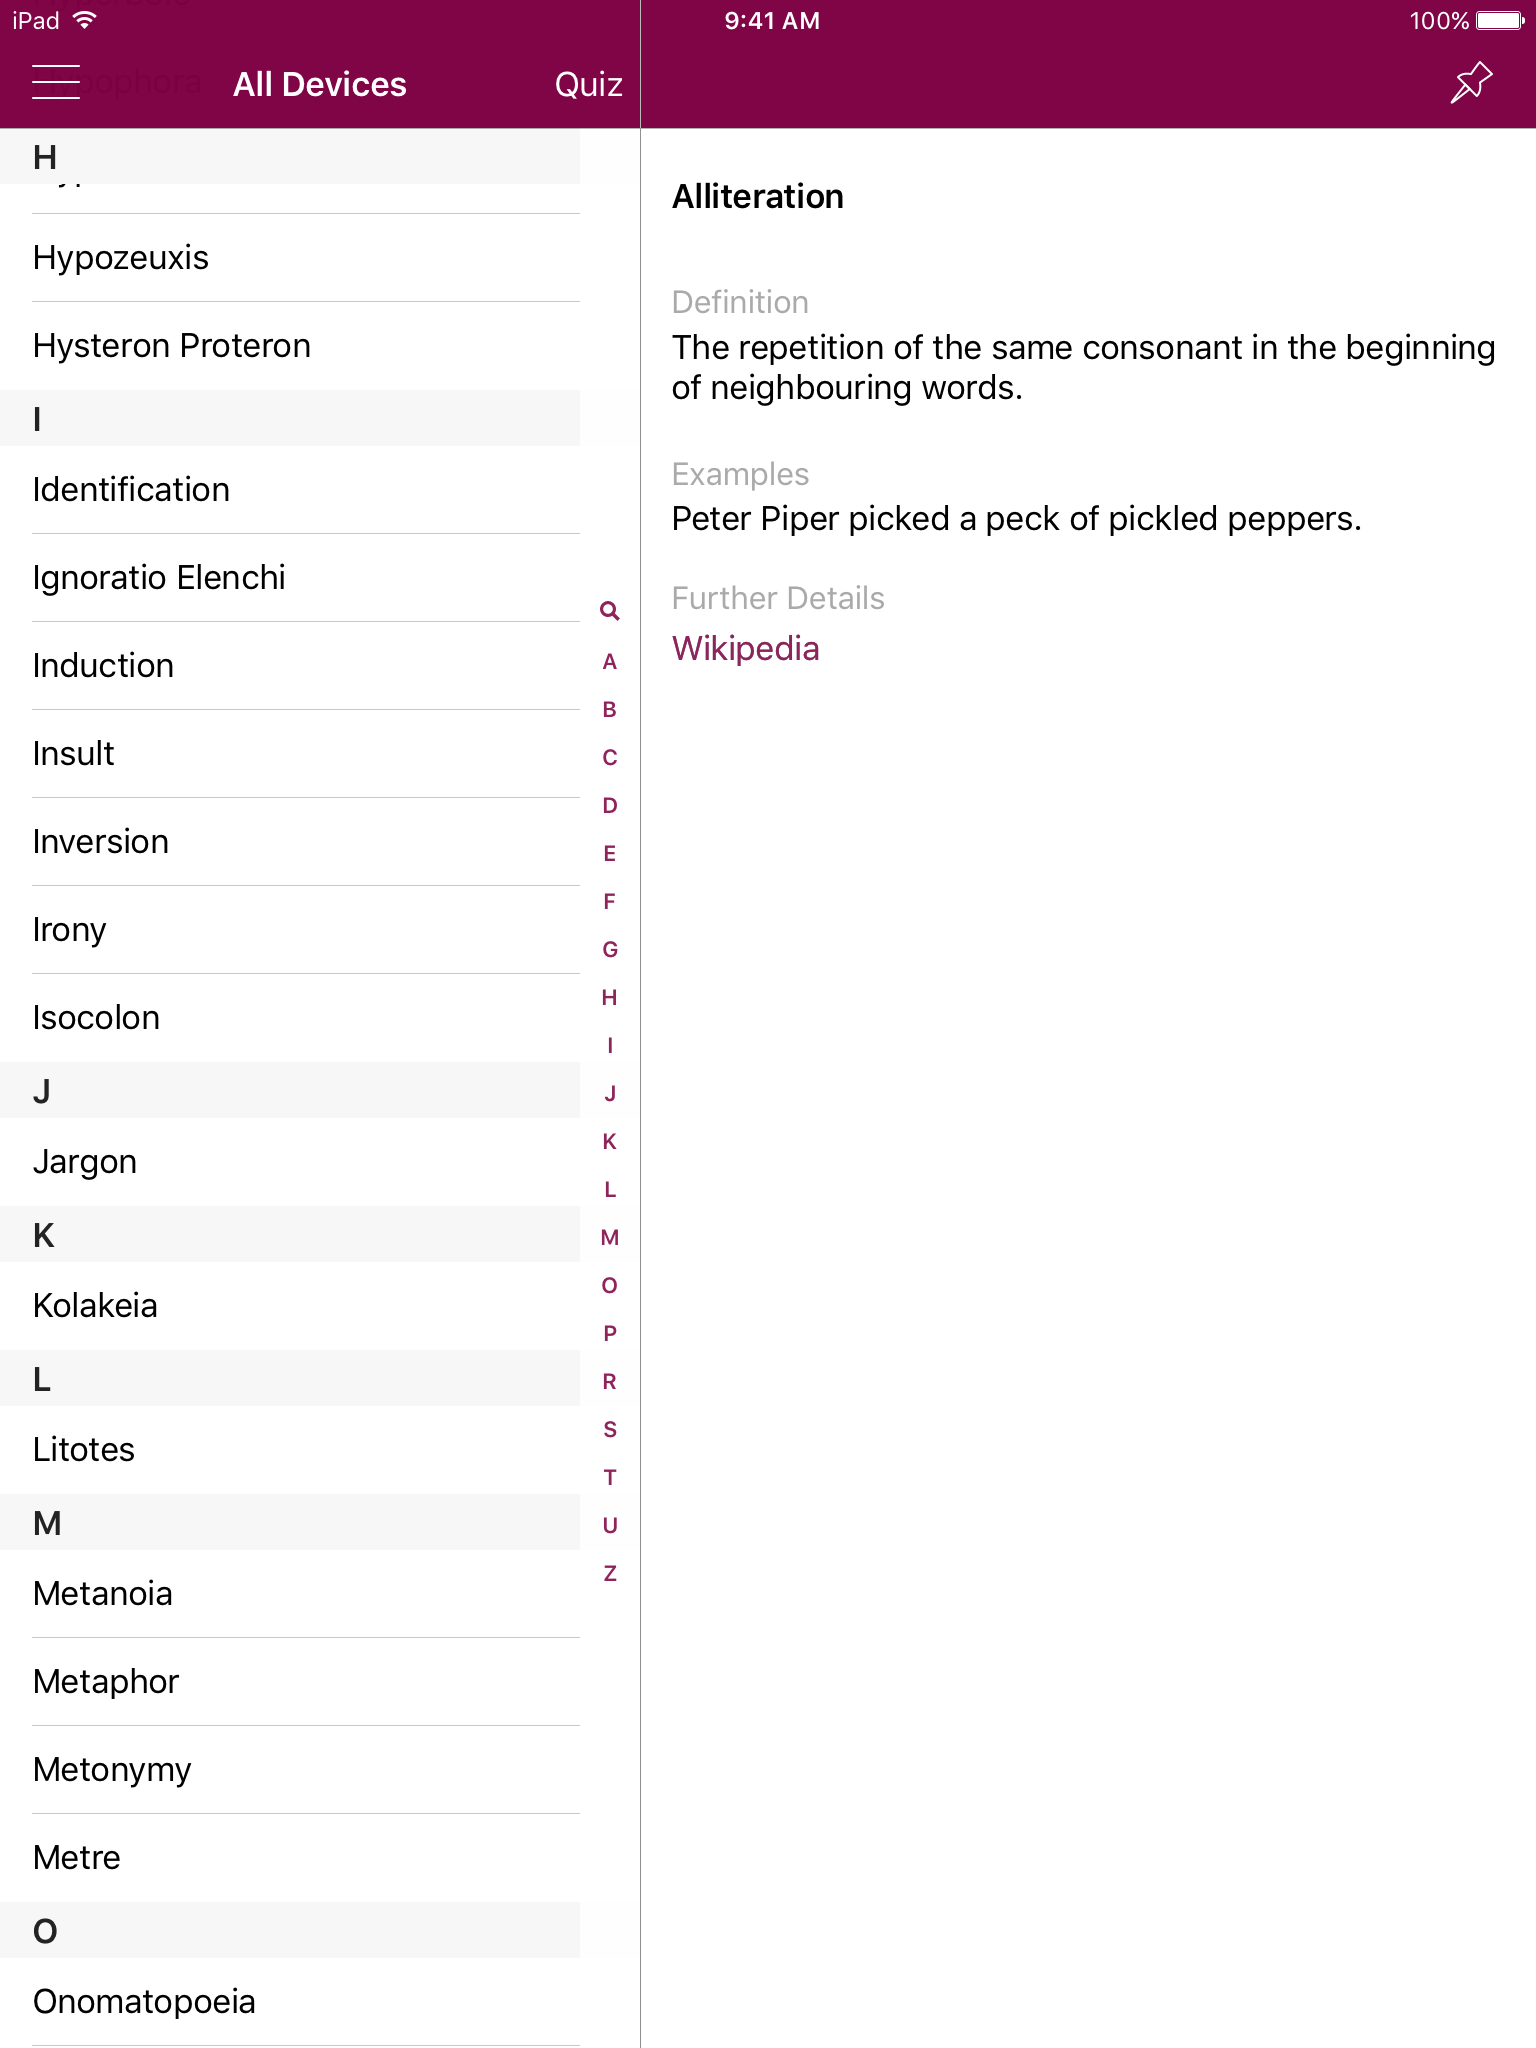 iPad
9:41 AM
100%
Hypophora
All Devices
Quiz
H
Hypozeuxis
Hysteron Proteron
I
Identification
Ignoratio Elenchi
Induction
Insult
Inversion
Irony
Isocolon
J
Jargon
K
Kolakeia
L
Litotes
M
Metanoia
Metaphor
Metonymy
Metre
O
Onomatopoeia
A
B
C
D
E
F
G
H
I
J
K
L
M
O
P
R
S
T
U
Z
Alliteration
Definition
The repetition of the same consonant in the beginning
of neighbouring words.
Examples
Peter Piper picked a peck of pickled peppers.
Further Details
Wikipedia